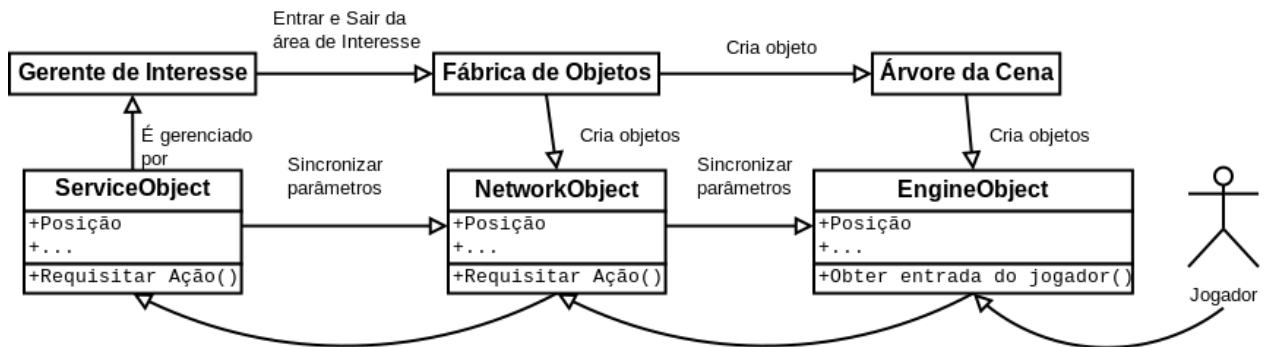 Entrar e Sair da
área de Interesse
Cria objeto
Gerente de Interesse
Fábrica de Objetos
Árvore da Cena
É gerenciado
por
Cria objetos
Cria objetos
Sincronizar
parâmetros
Sincronizar
parâmetros
ServiceObject
+Posição
+...
+Requisitar Ação()
NetworkObject
+Posição
+...
+Requisitar Ação()
EngineObject
+Posição
+...
+Obter entrada do jogador()
Jogador